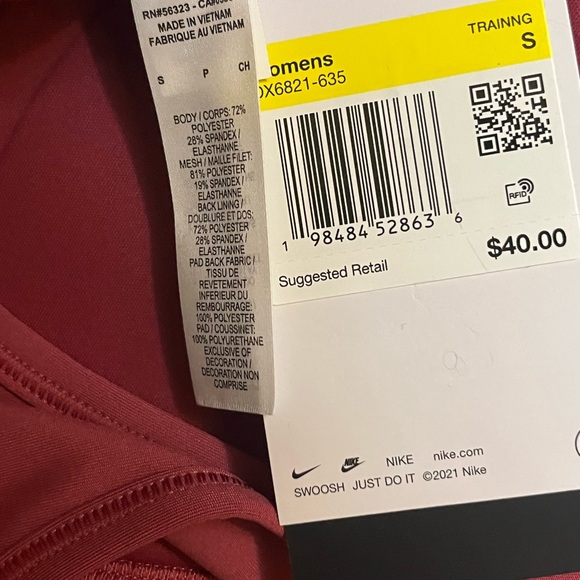 RN#56323 -
MADE IN VIETNAM
FABRIQUE AU VIETNAM
S P CH
BODY / CORPS: 72%
POLYESTER
28% SPANDEX /
ELASTHANNE
MESH / MAILLE FILET:
81% POLYESTER
19% SPANDEX /
ELASTHANNE
BACK LINING /
DOUBLURE ET DOS:
72% POLYESTER
28% SPANDEX /
ELASTHANNE
PAD BACK FABRIC /
TISSU DE
REVETEMENT
INFERIEUR DU
REMBOURRAGE:
100% POLYESTER
PAD / COUSSINET:
100% POLYURETHANE
EXCLUSIVE OF
DECORATION /
DECORATION NON
COMPRISE
TRAINNG
S
omens
X6821-635
RFID
1 98484 52863 6
$40.00
Suggested Retail
NIKE NIKE nike.com
SWOOSH JUST DO IT ©2021 Nike